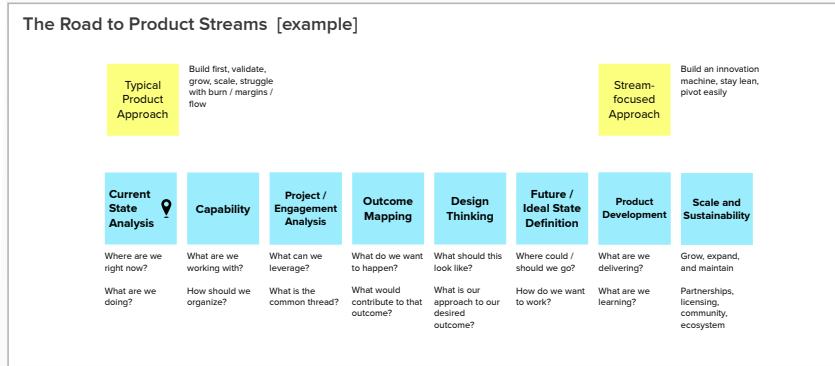 The Road to Product Streams [example]
Typical
Product
Approach
Build first, validate,
grow, scale, struggle
with burn / margins /
flow
Stream-
focused
Approach
Build an innovation
machine, stay lean,
pivot easily
Current
State
Analysis
Capability
Project /
Engagement
Analysis
Outcome
Mapping
Design
Thinking
Future /
Ideal State
Definition
Product
Development
Scale and
Sustainability
Where are we
right now?
What are we
doing?
What are we
working with?
How should we
organize?
What can we
leverage?
What is the
common thread?
What do we want
to happen?
What would
contribute to that
outcome?
What should this
look like?
What is our
approach to our
desired
outcome?
Where could /
should we go?
How do we want
to work?
What are we
delivering?
What are we
learning?
Grow, expand,
and maintain
Partnerships,
licensing,
community,
ecosystem